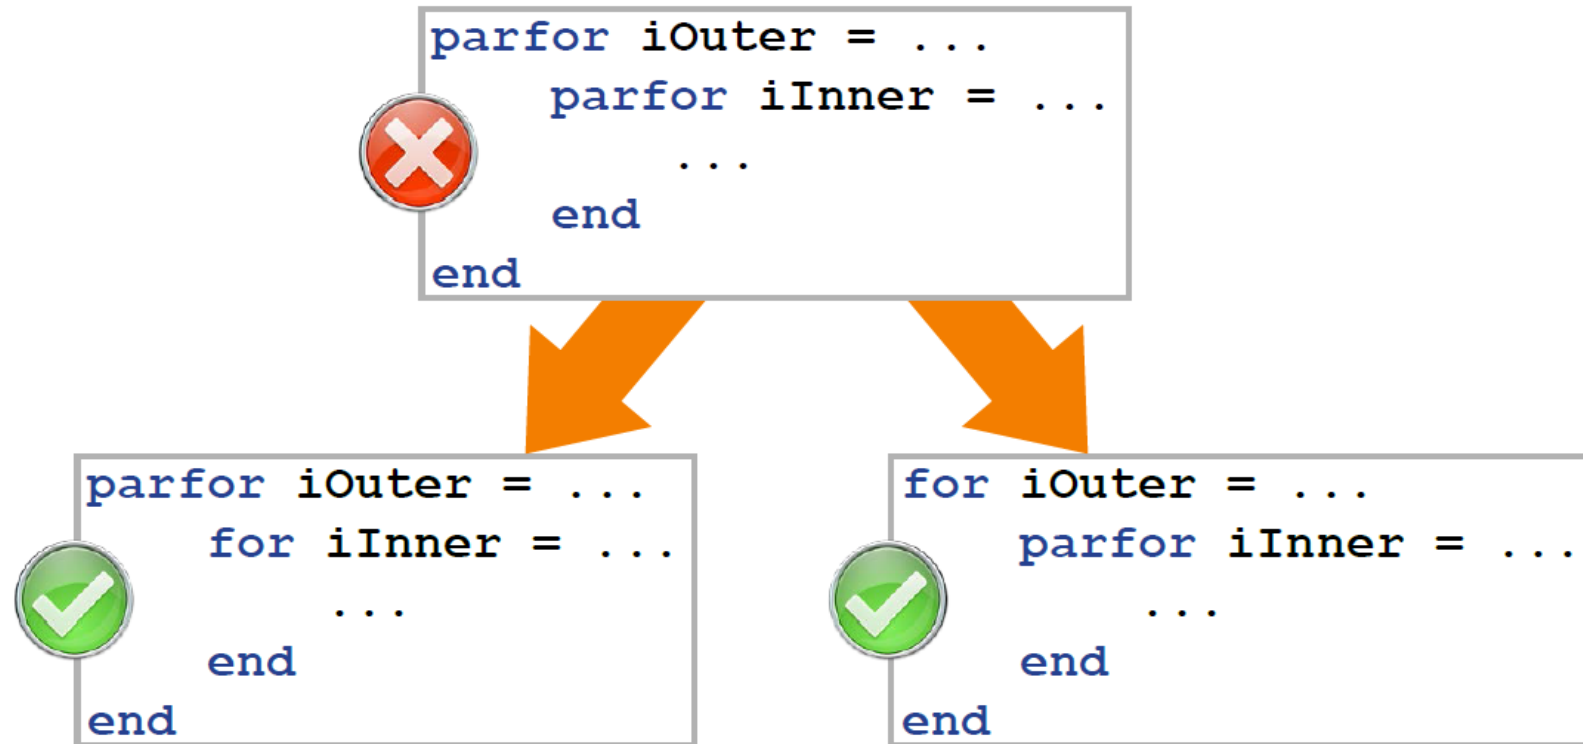 parfor iOuter = ...
parfor iInner = ...
...
end
end
parfor iOuter = ...
for iInner = ...
...
end
end
for iOuter = ...
parfor iInner = ...
...
end
end